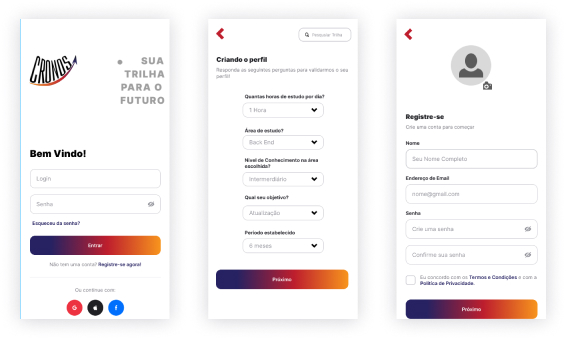 CRONOS
SUA
TRILHA
PARA O
FUTURO
Bem Vindo!
Login
Senha
Esqueceu da senha?
Entrar
Não tem uma conta? Registre-se agora!
Ou continue com:
G
f
Pesquisar Trilha
Criando o perfil
Responda as seguintes perguntas para validarmos o seu
perfil!
Quantas horas de estudo por dia?
1 Hora
Área de estudo?
Back End
Nível de Conhecimento na área
escolhida?
Intermerdiário
Qual seu objetivo?
Atualização
Período estabelecido
6 meses
Próximo
Registre-se
Crie uma conta para começar
Nome
Seu Nome Completo
Endereço de Email
nome@gmail.com
Senha
Crie uma senha
Confirme sua senha
Eu concordo com os Termos e Condições e com a
Política de Privacidade.
Próximo